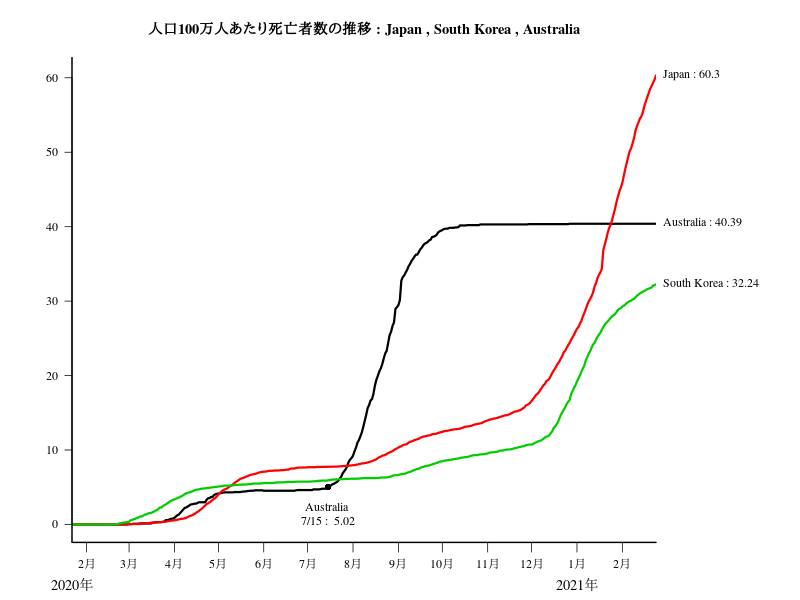 人口100万人あたり死亡者数の推移 : Japan , South Korea , Australia
60
50
40
30
20
10
0
Japan : 60.3
Australia : 40.39
South Korea : 32.24
Australia
7/15 : 5.02
2月 3月 4月 5月 6月 7月 8月 9月 10月 11月 12月 1月 2月
2020年 2021年